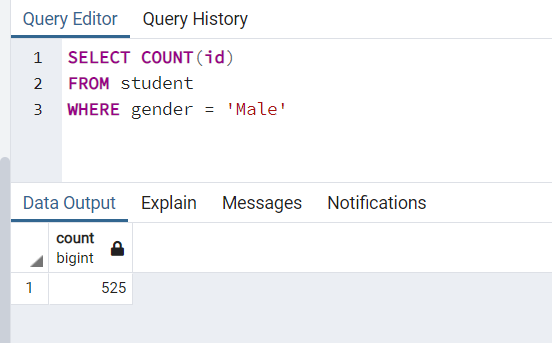 Query Editor Query History
1 SELECT COUNT(id)
2 FROM student
3 WHERE gender = 'Male'
Data Output Explain Messages Notifications
count
bigint
1 525